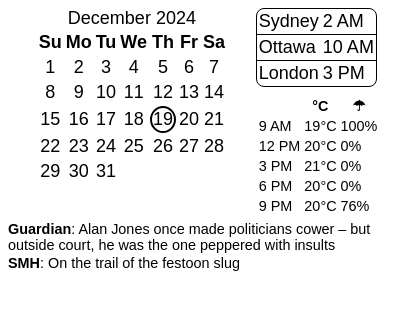 December 2024
Su Mo Tu We Th Fr Sa
1 2 3 4 5 6 7
8 9 10 11 12 13 14
15 16 17 18 19 20 21
22 23 24 25 26 27 28
29 30 31
Sydney 2 AM
Ottawa 10 AM
London 3 PM
°C ☂
9 AM 19°C 100%
12 PM 20°C 0%
3 PM 21°C 0%
6 PM 20°C 0%
9 PM 20°C 76%
Guardian: Alan Jones once made politicians cower – but
outside court, he was the one peppered with insults
SMH: On the trail of the festoon slug